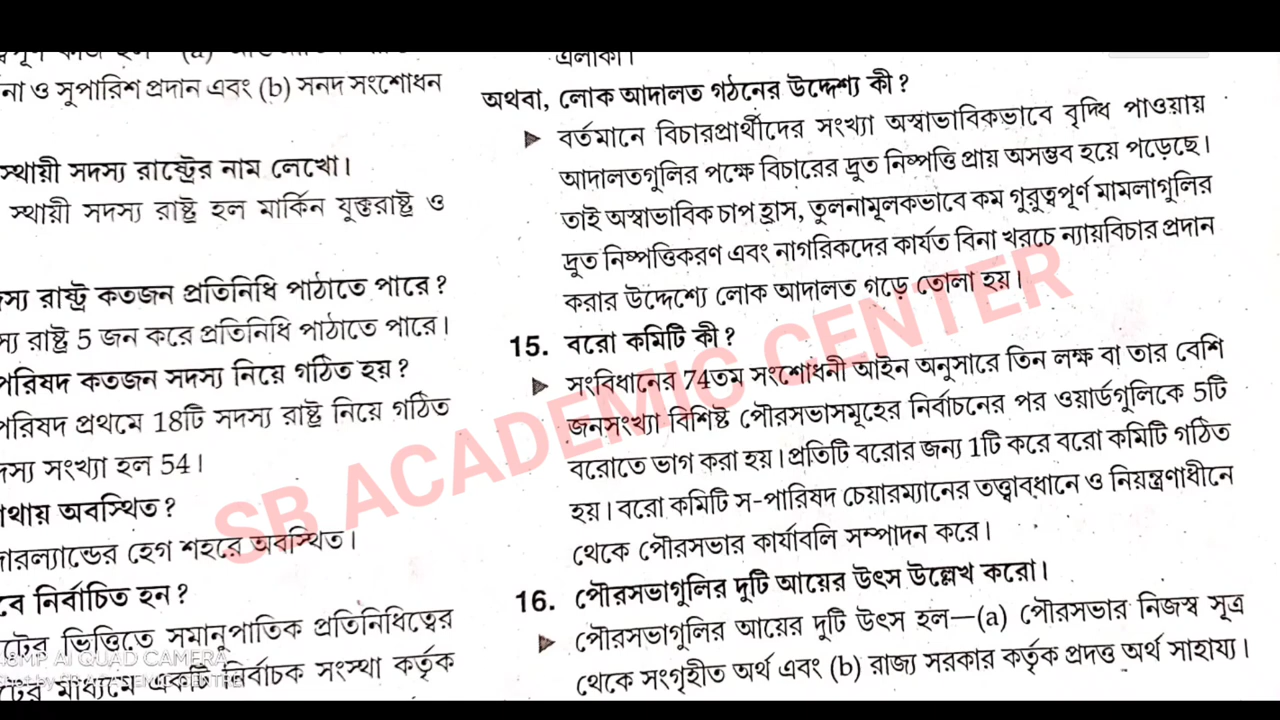 না ও সুপারিশ প্রদান এবং (b) সনদ সংশোধন
স্থায়ী সদস্য রাষ্ট্রের নাম লেখো।
স্থায়ী সদস্য রাষ্ট্র হল মার্কিন যুক্তরাষ্ট্র ও
স্য রাষ্ট্র কতজন প্রতিনিধি পাঠাতে পারে?
স্য রাষ্ট্র 5 জন করে প্রতিনিধি পাঠাতে পারে।
পরিষদ কতজন সদস্য নিয়ে গঠিত হয়?
পরিষদ প্রথমে 18টি সদস্য রাষ্ট্র নিয়ে গঠিত
দস্য সংখ্যা হল 54।
াথায় অবস্থিত?
দারল্যান্ডের হেগ শহরে অবস্থিত।
বে নির্বাচিত হন?
টের ভিত্তিতে সমানুপাতিক প্রতিনিধিত্বের
টের মাধ্যমে একটি নির্বাচক সংস্থা কর্তৃক
এলাকা।
অথবা, লোক আদালত গঠনের উদ্দেশ্য কী?
বর্তমানে বিচারপ্রার্থীদের সংখ্যা অস্বাভাবিকভাবে বৃদ্ধি পাওয়ায়
আদালতগুলির পক্ষে বিচারের দ্রুত নিষ্পত্তি প্রায় অসম্ভব হয়ে পড়েছে।
তাই অস্বাভাবিক চাপ হ্রাস, তুলনামূলকভাবে কম গুরুত্বপূর্ণ মামলাগুলির
দ্রুত নিষ্পত্তিকরণ এবং নাগরিকদের কার্যত বিনা খরচে ন্যায়বিচার প্রদান
করার উদ্দেশ্যে লোক আদালত গড়ে তোলা হয়।
15. বরো কমিটি কী?
সংবিধানের 74তম সংশোধনী আইন অনুসারে তিন লক্ষ বা তার বেশি
জনসংখ্যা বিশিষ্ট পৌরসভাসমূহের নির্বাচনের পর ওয়ার্ডগুলিকে 5টি
বরোতে ভাগ করা হয়। প্রতিটি বরোর জন্য 1টি করে বরো কমিটি গঠিত
হয়। বরো কমিটি স-পারিষদ চেয়ারম্যানের তত্ত্বাবধানে ও নিয়ন্ত্রণাধীনে
থেকে পৌরসভার কার্যাবলি সম্পাদন করে।
16. পৌরসভাগুলির দুটি আয়ের উৎস উল্লেখ করো।
পৌরসভাগুলির আয়ের দুটি উৎস হল—(a) পৌরসভার নিজস্ব সূত্র
থেকে সংগৃহীত অর্থ এবং (b) রাজ্য সরকার কর্তৃক প্রদত্ত অর্থ সাহায্য।
SB ACADEMIC CENTER
MP AI QUAD CAMERA